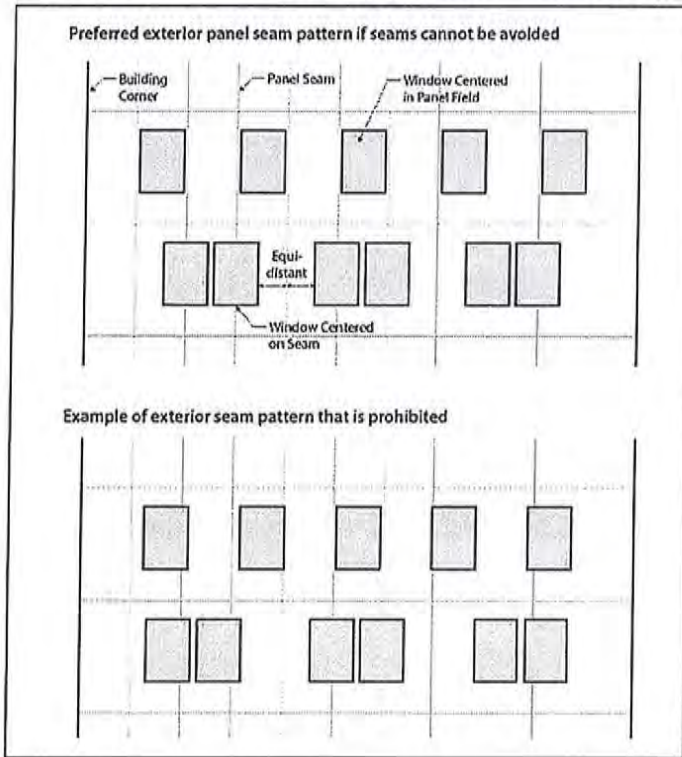 Preferred exterior panel seam pattern if seams cannot be avoided
Building
Corner
Panel Seam
Window Centered
in Panel Field
Equi-
distant
Window Centered
on Seam
Example of exterior seam pattern that is prohibited